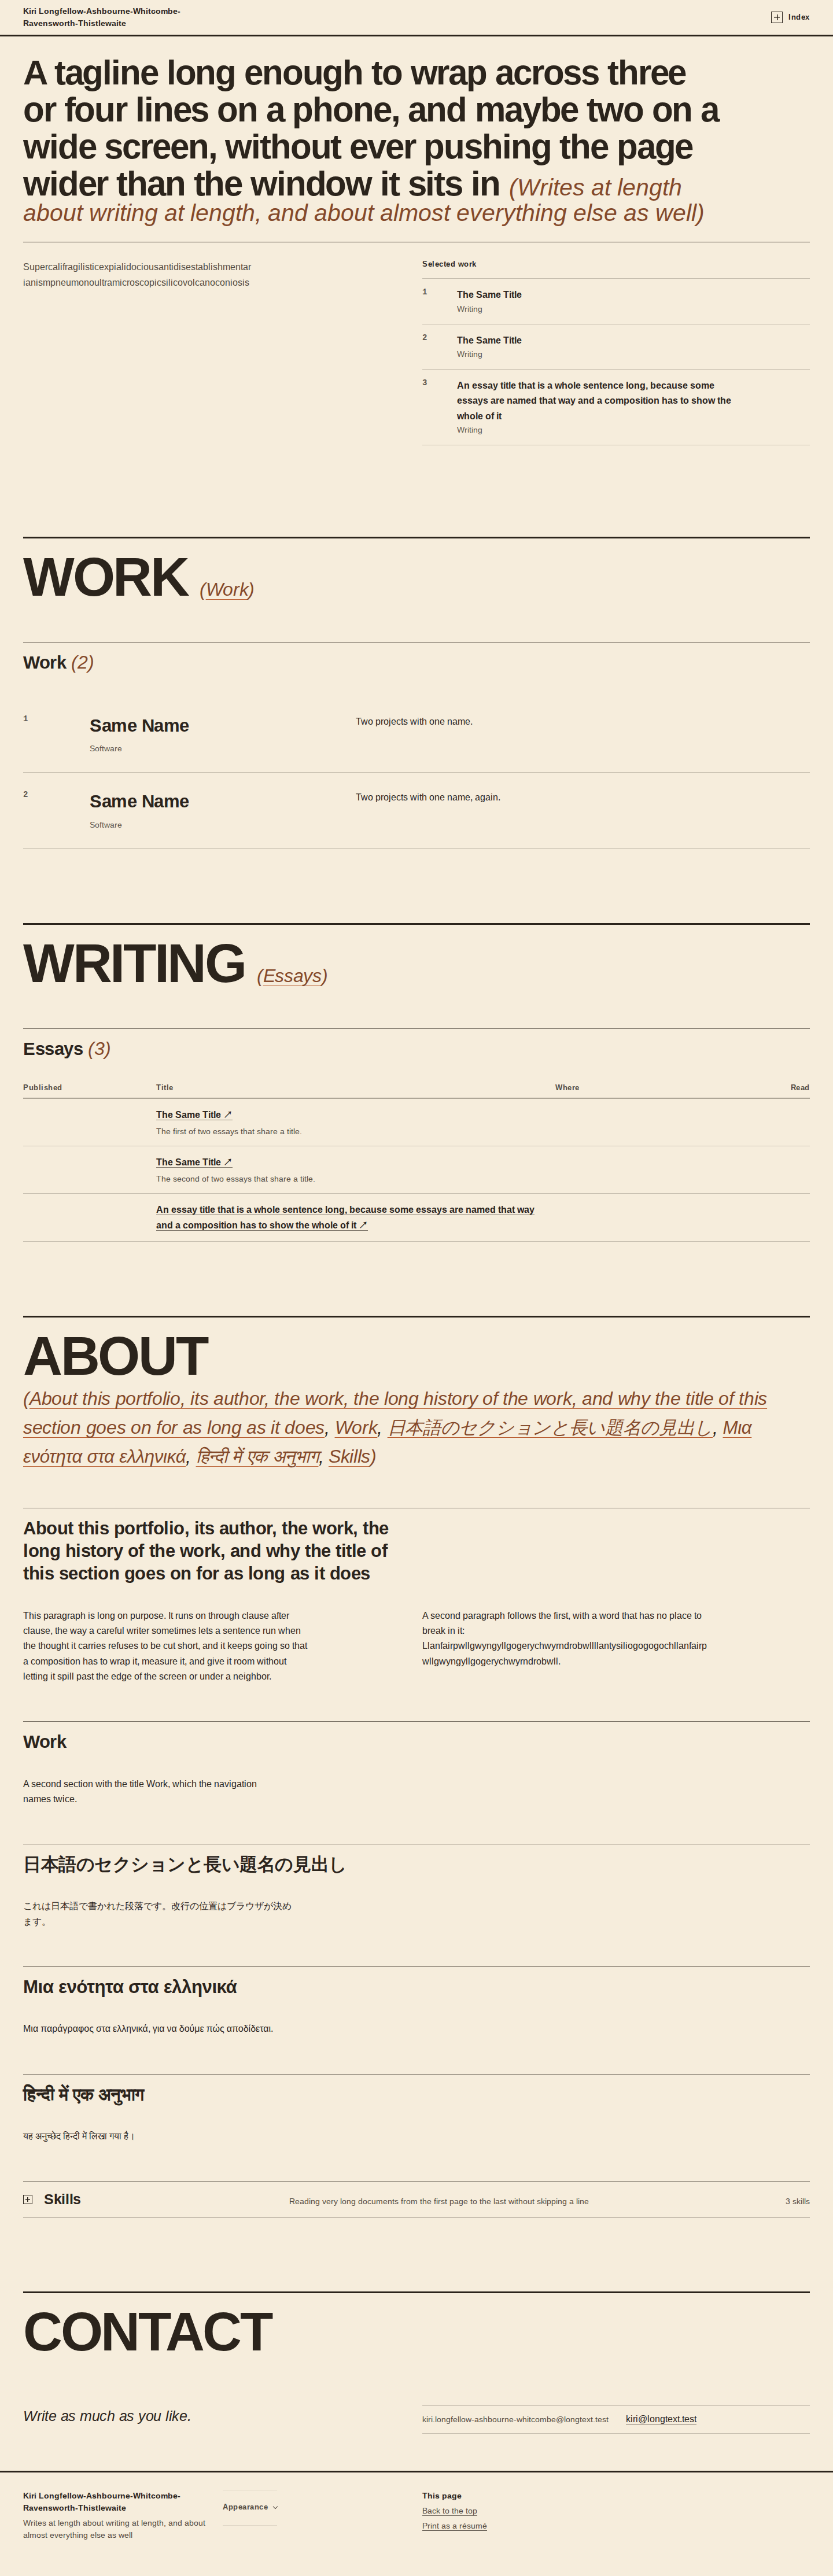 Kiri Longfellow-Ashbourne-Whitcombe-
Ravensworth-Thistlewaite
Index
A tagline long enough to wrap across three
or four lines on a phone, and maybe two on a
wide screen, without ever pushing the page
wider than the window it sits in (Writes at length
about writing at length, and about almost everything else as well)
Supercalifragilisticexpialidociousantidisestablishmentar
ianismpneumonoultramicroscopicsilicovolcanoconiosis
Selected work
1
The Same Title
Writing
2
The Same Title
Writing
3
An essay title that is a whole sentence long, because some
essays are named that way and a composition has to show the
whole of it
Writing
WORK (Work)
Work (2)
1
Same Name
Software
Two projects with one name.
2
Same Name
Software
Two projects with one name, again.
WRITING (Essays)
Essays (3)
Published Title Where Read
The Same Title ↗
The first of two essays that share a title.
The Same Title ↗
The second of two essays that share a title.
An essay title that is a whole sentence long, because some essays are named that way
and a composition has to show the whole of it ↗
ABOUT
(About this portfolio, its author, the work, the long history of the work, and why the title of this
section goes on for as long as it does, Work, 日本語のセクションと長い題名の見出し, Μια
ενότητα στα ελληνικά, हिन्दी में एक अनुभाग, Skills)
About this portfolio, its author, the work, the
long history of the work, and why the title of
this section goes on for as long as it does
This paragraph is long on purpose. It runs on through clause after
clause, the way a careful writer sometimes lets a sentence run when
the thought it carries refuses to be cut short, and it keeps going so that
a composition has to wrap it, measure it, and give it room without
letting it spill past the edge of the screen or under a neighbor.
A second paragraph follows the first, with a word that has no place to
break in it:
Llanfairpwllgwyngyllgogerychwyrndrobwllllantysiliogogogochllanfairp
wllgwyngyllgogerychwyrndrobwll.
Work
A second section with the title Work, which the navigation
names twice.
日本語のセクションと長い題名の見出し
これは日本語で書かれた段落です。改行の位置はブラウザが決め
ます。
Μια ενότητα στα ελληνικά
Μια παράγραφος στα ελληνικά, για να δούμε πώς αποδίδεται.
हिन्दी में एक अनुभाग
यह अनुच्छेद हिन्दी में लिखा गया है।
Skills
Reading very long documents from the first page to the last without skipping a line
3 skills
CONTACT
Write as much as you like.
kiri.longfellow-ashbourne-whitcombe@longtext.test kiri@longtext.test
Kiri Longfellow-Ashbourne-Whitcombe-
Ravensworth-Thistlewaite
Writes at length about writing at length, and about
almost everything else as well
Appearance
This page
Back to the top
Print as a résumé